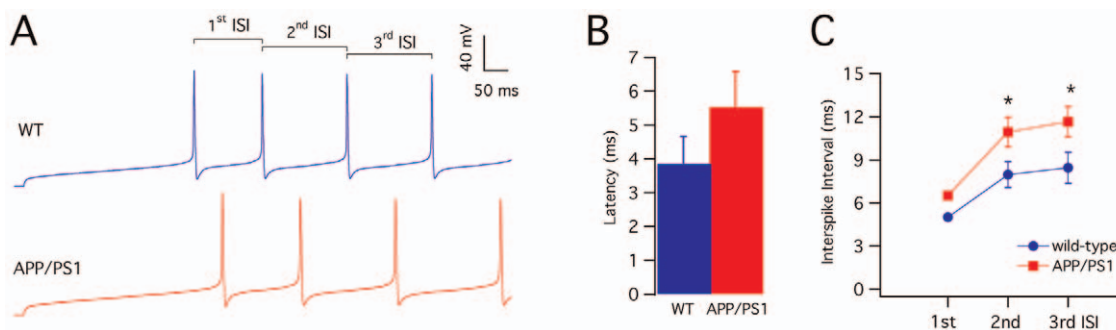 A
1st ISI
2nd ISI
3rd ISI
40 mV
50 ms
WT
APP/PS1
B
7
6
5
4
3
2
1
0
Latency (ms)
WT APP/PS1
C
15
12
9
6
3
0
Interspike Interval (ms)
*
*
wild-type
APP/PS1
1st 2nd 3rd ISI